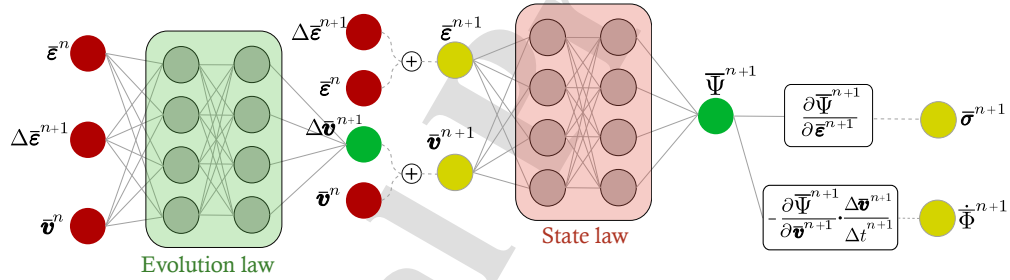 ε̄ⁿ
Δε̄ⁿ⁺¹
v̄ⁿ
Evolution law
Δε̄ⁿ⁺¹
ε̄ⁿ
Δv̄ⁿ⁺¹
v̄ⁿ
+
+
ε̄ⁿ⁺¹
v̄ⁿ⁺¹
State law
Ψ̄ⁿ⁺¹
∂Ψ̄ⁿ⁺¹
∂ε̄ⁿ⁺¹
σ̄ⁿ⁺¹
- ∂Ψ̄ⁿ⁺¹ · Δv̄ⁿ⁺¹
∂v̄ⁿ⁺¹ Δtⁿ⁺¹
Φ̄̇ⁿ⁺¹